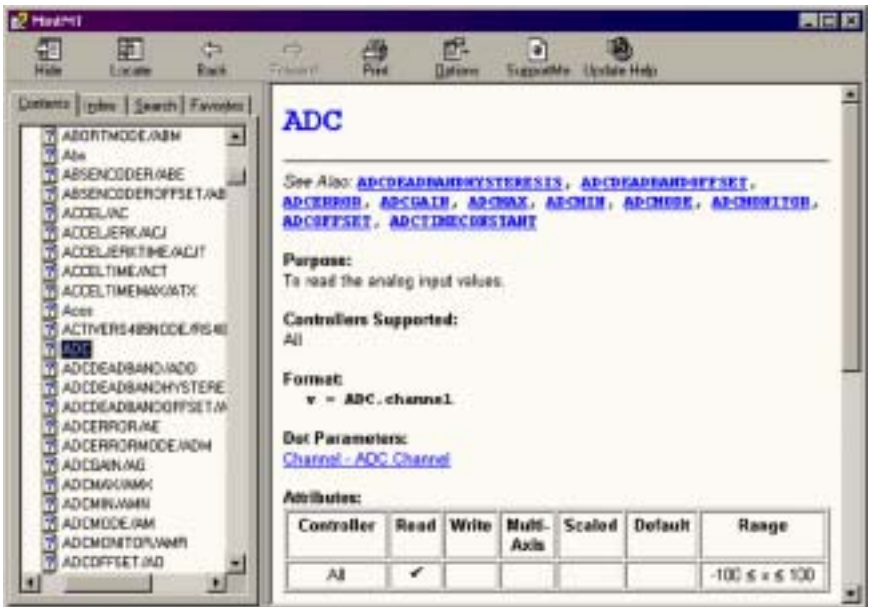 MintMT
Hide Locate Back Forward Print Options SupportMe Update Help
Contents Index Search Favorites
ABORTMODE/ABM
Abs
ABSENCODER/ABE
ABSENCODEROFFSET/AB
ACCEL/AC
ACCELJERK/ACJ
ACCELJERKTIME/ACJT
ACCELTIME/ACT
ACCELTIMEMAX/ATX
Acos
ACTIVERS485NODE/RS48
ADC
ADCDEADBAND/ADD
ADCDEADBANDHYSTERE
ADCDEADBANDOFFSET/A
ADCERROR/AE
ADCERRORMODE/ADM
ADCGAIN/AG
ADCMAX/AMX
ADCMIN/AMN
ADCMODE/AM
ADCMONITOR/AMR
ADCOFFSET/AO
ADC
See Also: ADCDEADBANDHYSTERESIS, ADCDEADBANDOFFSET,
ADCERROR, ADCGAIN, ADCMAX, ADCMIN, ADCMODE, ADCMONITOR,
ADCOFFSET, ADCTIMECONSTANT
Purpose:
To read the analog input values.
Controllers Supported:
All
Format:
v = ADC.channel
Dot Parameters:
Channel - ADC Channel
Attributes:
Controller Read Write Multi-Axis Scaled Default Range
All ✔ -100 ≤ x ≤ 100